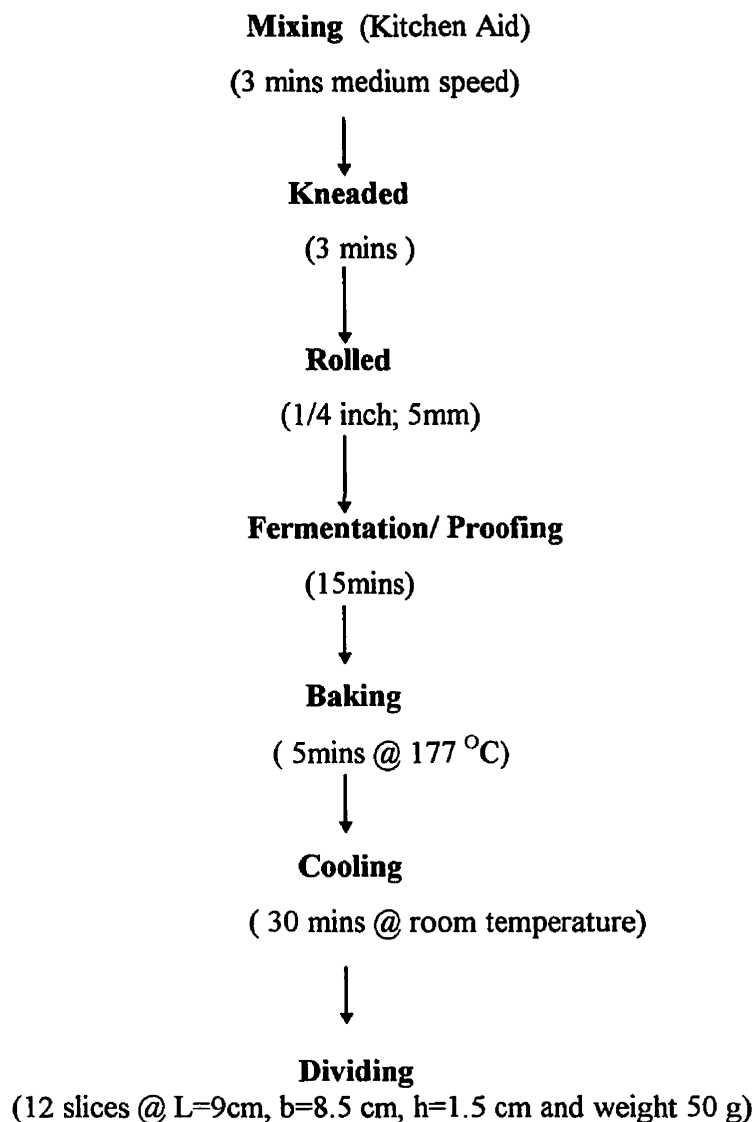 Mixing (Kitchen Aid)
(3 mins medium speed)
Kneaded
(3 mins )
Rolled
(1/4 inch; 5mm)
Fermentation/ Proofing
(15mins)
Baking
( 5mins @ 177 °C)
Cooling
( 30 mins @ room temperature)
Dividing
(12 slices @ L=9cm, b=8.5 cm, h=1.5 cm and weight 50 g)